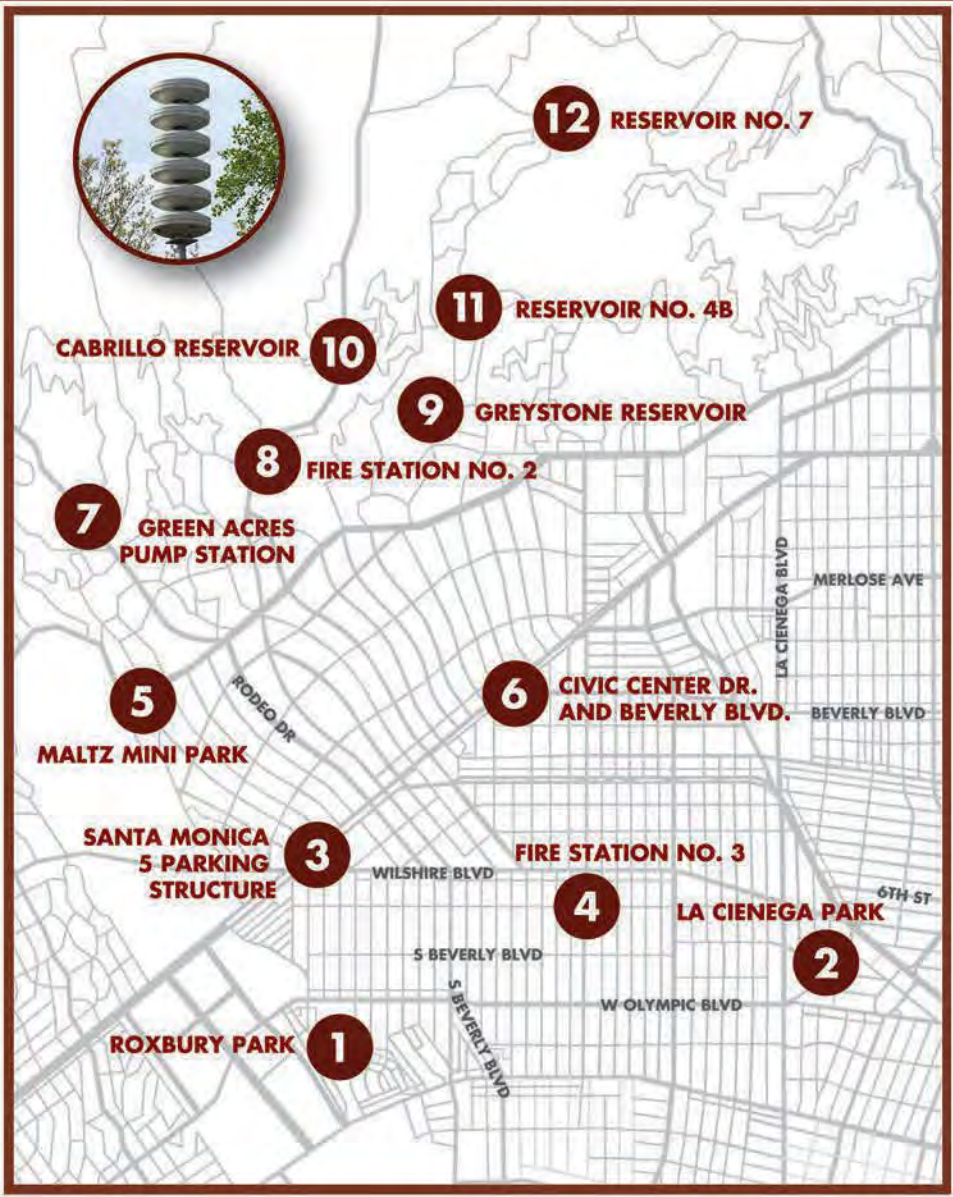 12 RESERVOIR NO. 7
11 RESERVOIR NO. 4B
CABRILLO RESERVOIR 10
9 GREYSTONE RESERVOIR
8 FIRE STATION NO. 2
7 GREEN ACRES
PUMP STATION
LA CIENEGA BLVD
MERLOSE AVE
5
MALTZ MINI PARK
RODEO DR
6 CIVIC CENTER DR.
AND BEVERLY BLVD.
BEVERLY BLVD
SANTA MONICA
5 PARKING
STRUCTURE
3
WILSHIRE BLVD
FIRE STATION NO. 3
4
6TH ST
LA CIENEGA PARK
2
S BEVERLY BLVD
S BEVERLY BLVD
W OLYMPIC BLVD
ROXBURY PARK 1